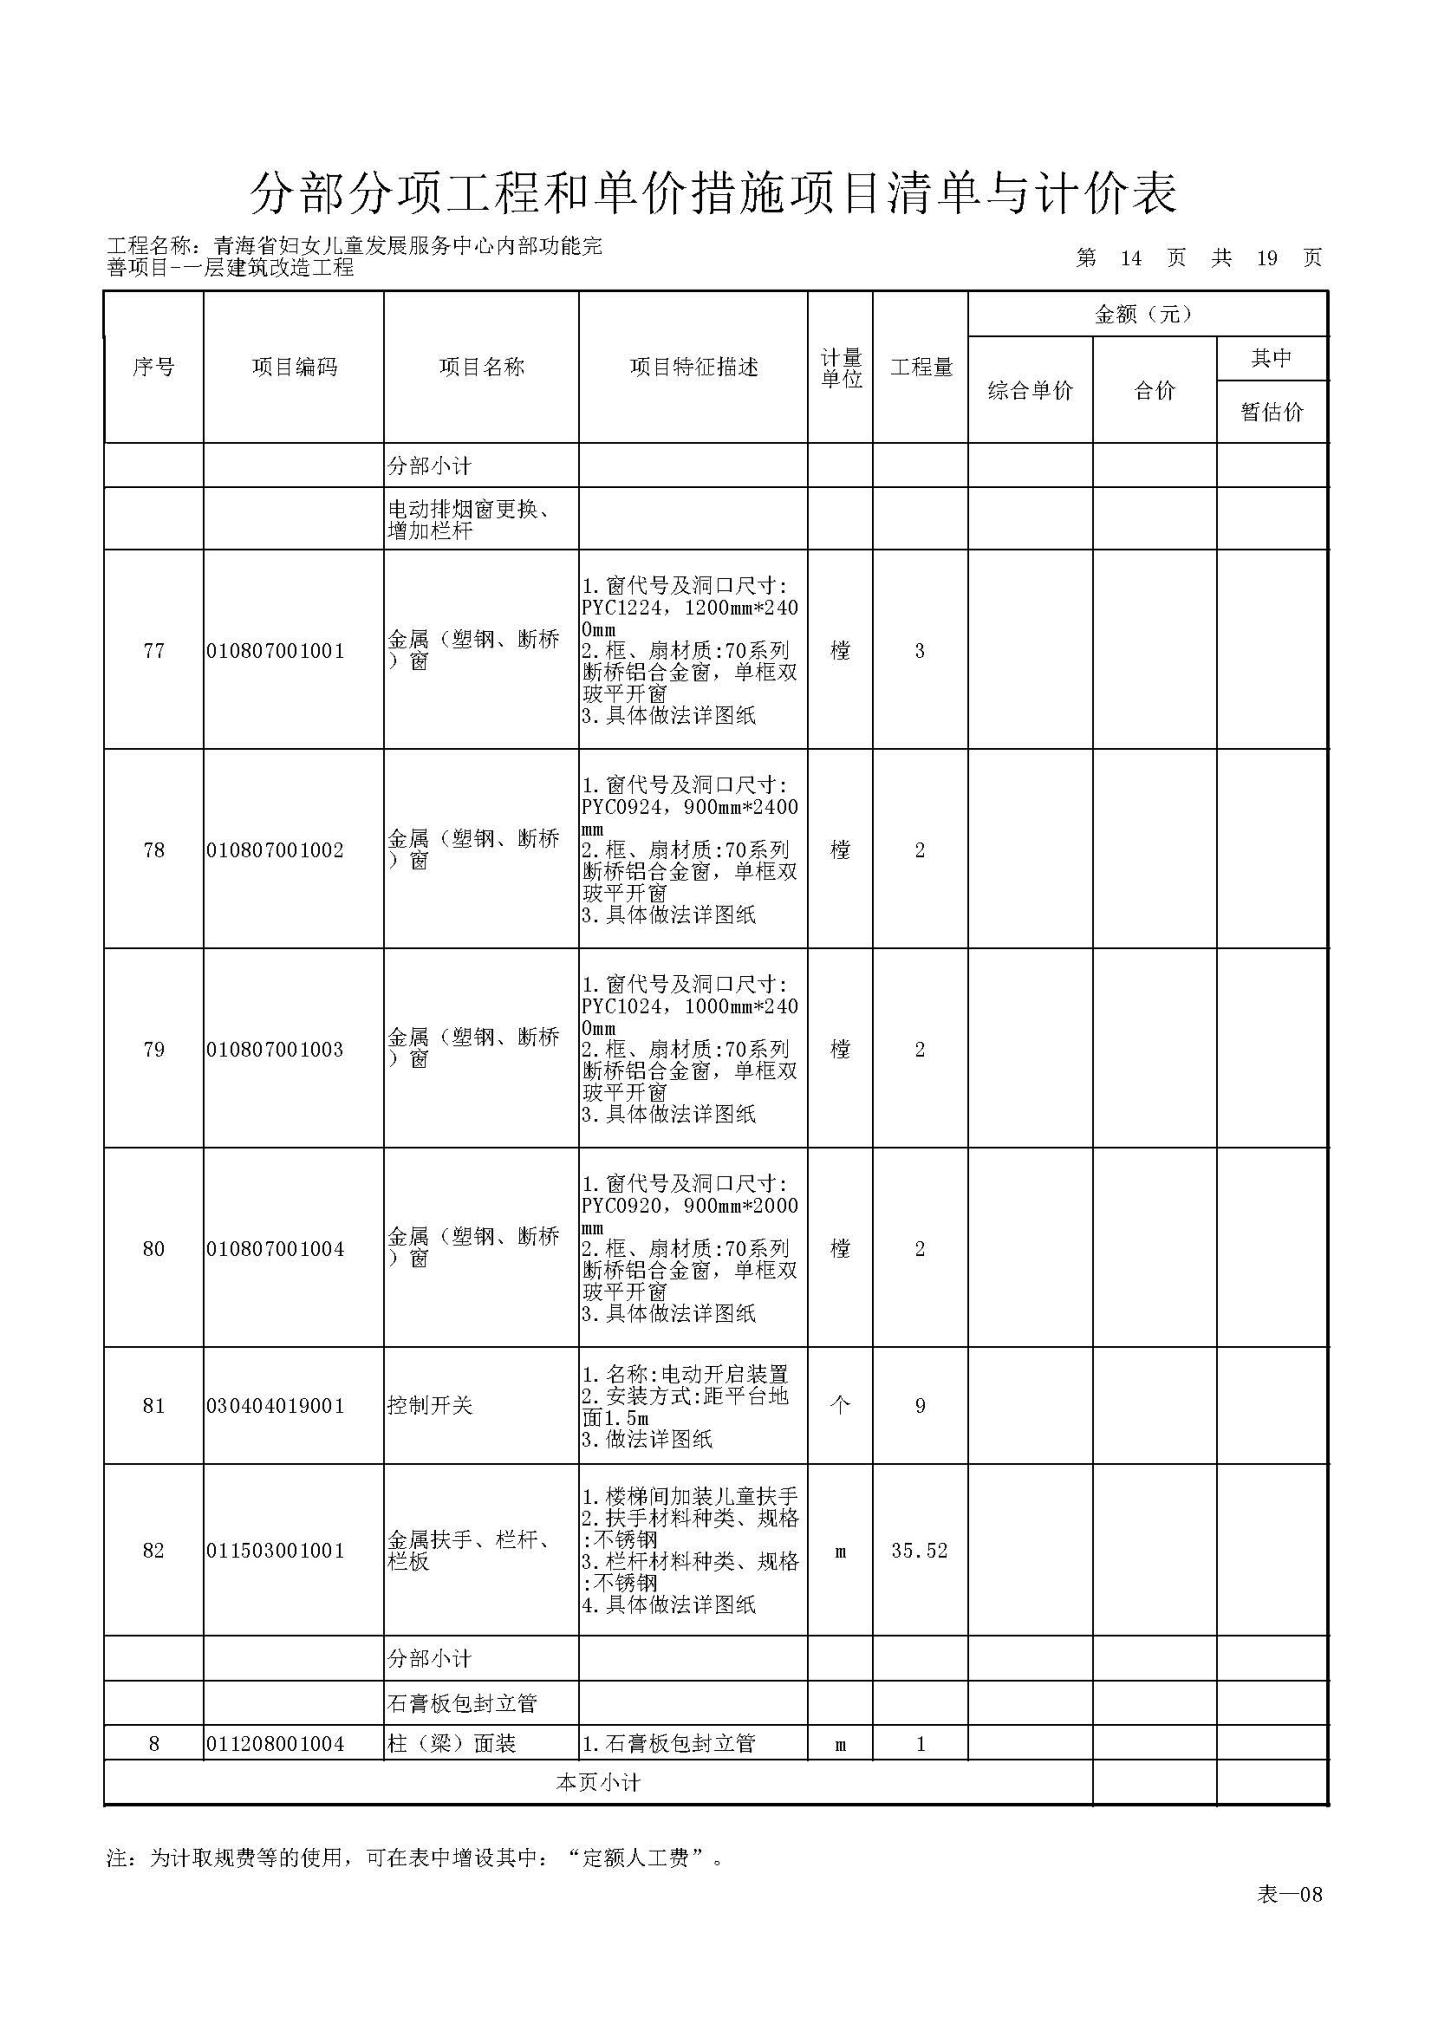 分部分项工程和单价措施项目清单与计价表
工程名称：青海省妇女儿童发展服务中心内部功能完
善项目-一层建筑改造工程
第 14 页 共 19 页
序号 项目编码 项目名称 项目特征描述 计量
单位 工程量 金额（元）
综合单价 合价 其中
暂估价
分部小计
电动排烟窗更换、
增加栏杆
77 010807001001 金属（塑钢、断桥
）窗 1.窗代号及洞口尺寸:
PYC1224，1200mm*240
0mm
2.框、扇材质:70系列
断桥铝合金窗，单框双
玻平开窗
3.具体做法详图纸 樘 3
78 010807001002 金属（塑钢、断桥
）窗 1.窗代号及洞口尺寸:
PYC0924，900mm*2400
mm
2.框、扇材质:70系列
断桥铝合金窗，单框双
玻平开窗
3.具体做法详图纸 樘 2
79 010807001003 金属（塑钢、断桥
）窗 1.窗代号及洞口尺寸:
PYC1024，1000mm*240
0mm
2.框、扇材质:70系列
断桥铝合金窗，单框双
玻平开窗
3.具体做法详图纸 樘 2
80 010807001004 金属（塑钢、断桥
）窗 1.窗代号及洞口尺寸:
PYC0920，900mm*2000
mm
2.框、扇材质:70系列
断桥铝合金窗，单框双
玻平开窗
3.具体做法详图纸 樘 2
81 030404019001 控制开关 1.名称:电动开启装置
2.安装方式:距平台地
面1.5m
3.做法详图纸 个 9
82 011503001001 金属扶手、栏杆、
栏板 1.楼梯间加装儿童扶手
2.扶手材料种类、规格
:不锈钢
3.栏杆材料种类、规格
:不锈钢
4.具体做法详图纸 m 35.52
分部小计
石膏板包封立管
8 011208001004 柱（梁）面装 1.石膏板包封立管 m 1
本页小计
注：为计取规费等的使用，可在表中增设其中：“定额人工费”。
表—08